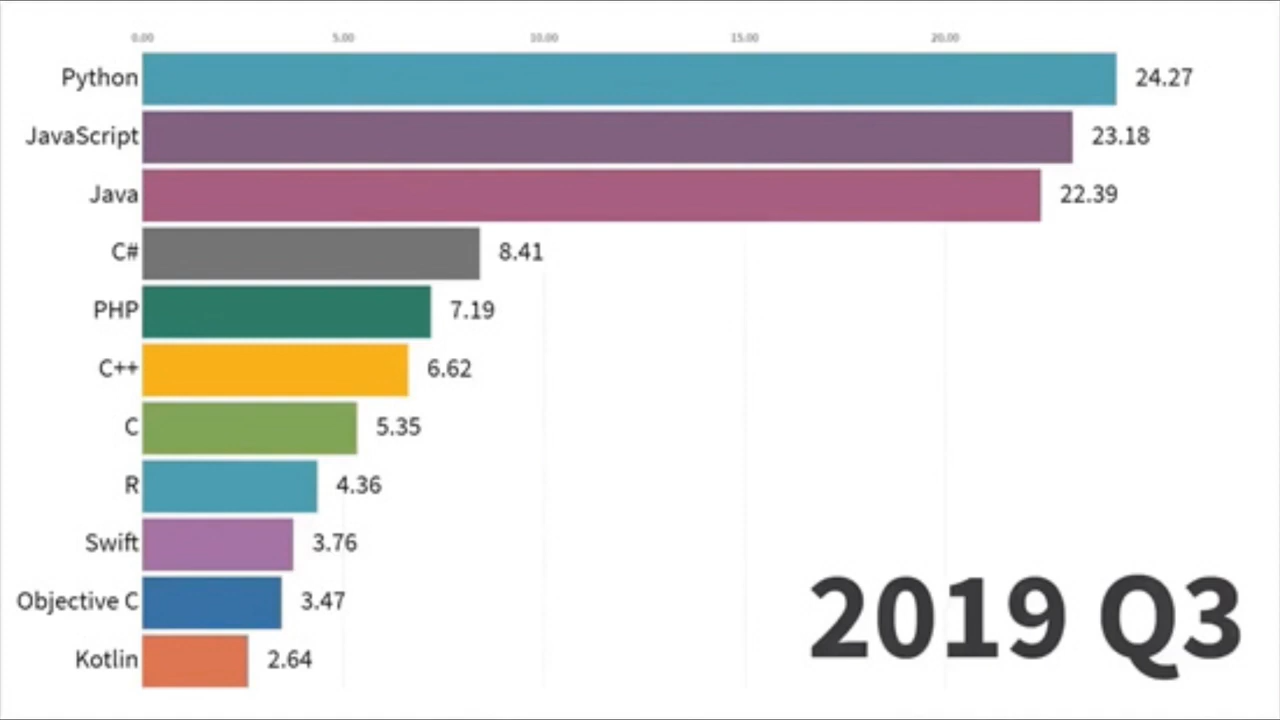 0.00 5.00 10.00 15.00 20.00
Python 24.27
JavaScript 23.18
Java 22.39
C# 8.41
PHP 7.19
C++ 6.62
C 5.35
R 4.36
Swift 3.76
Objective C 3.47
Kotlin 2.64
2019 Q3